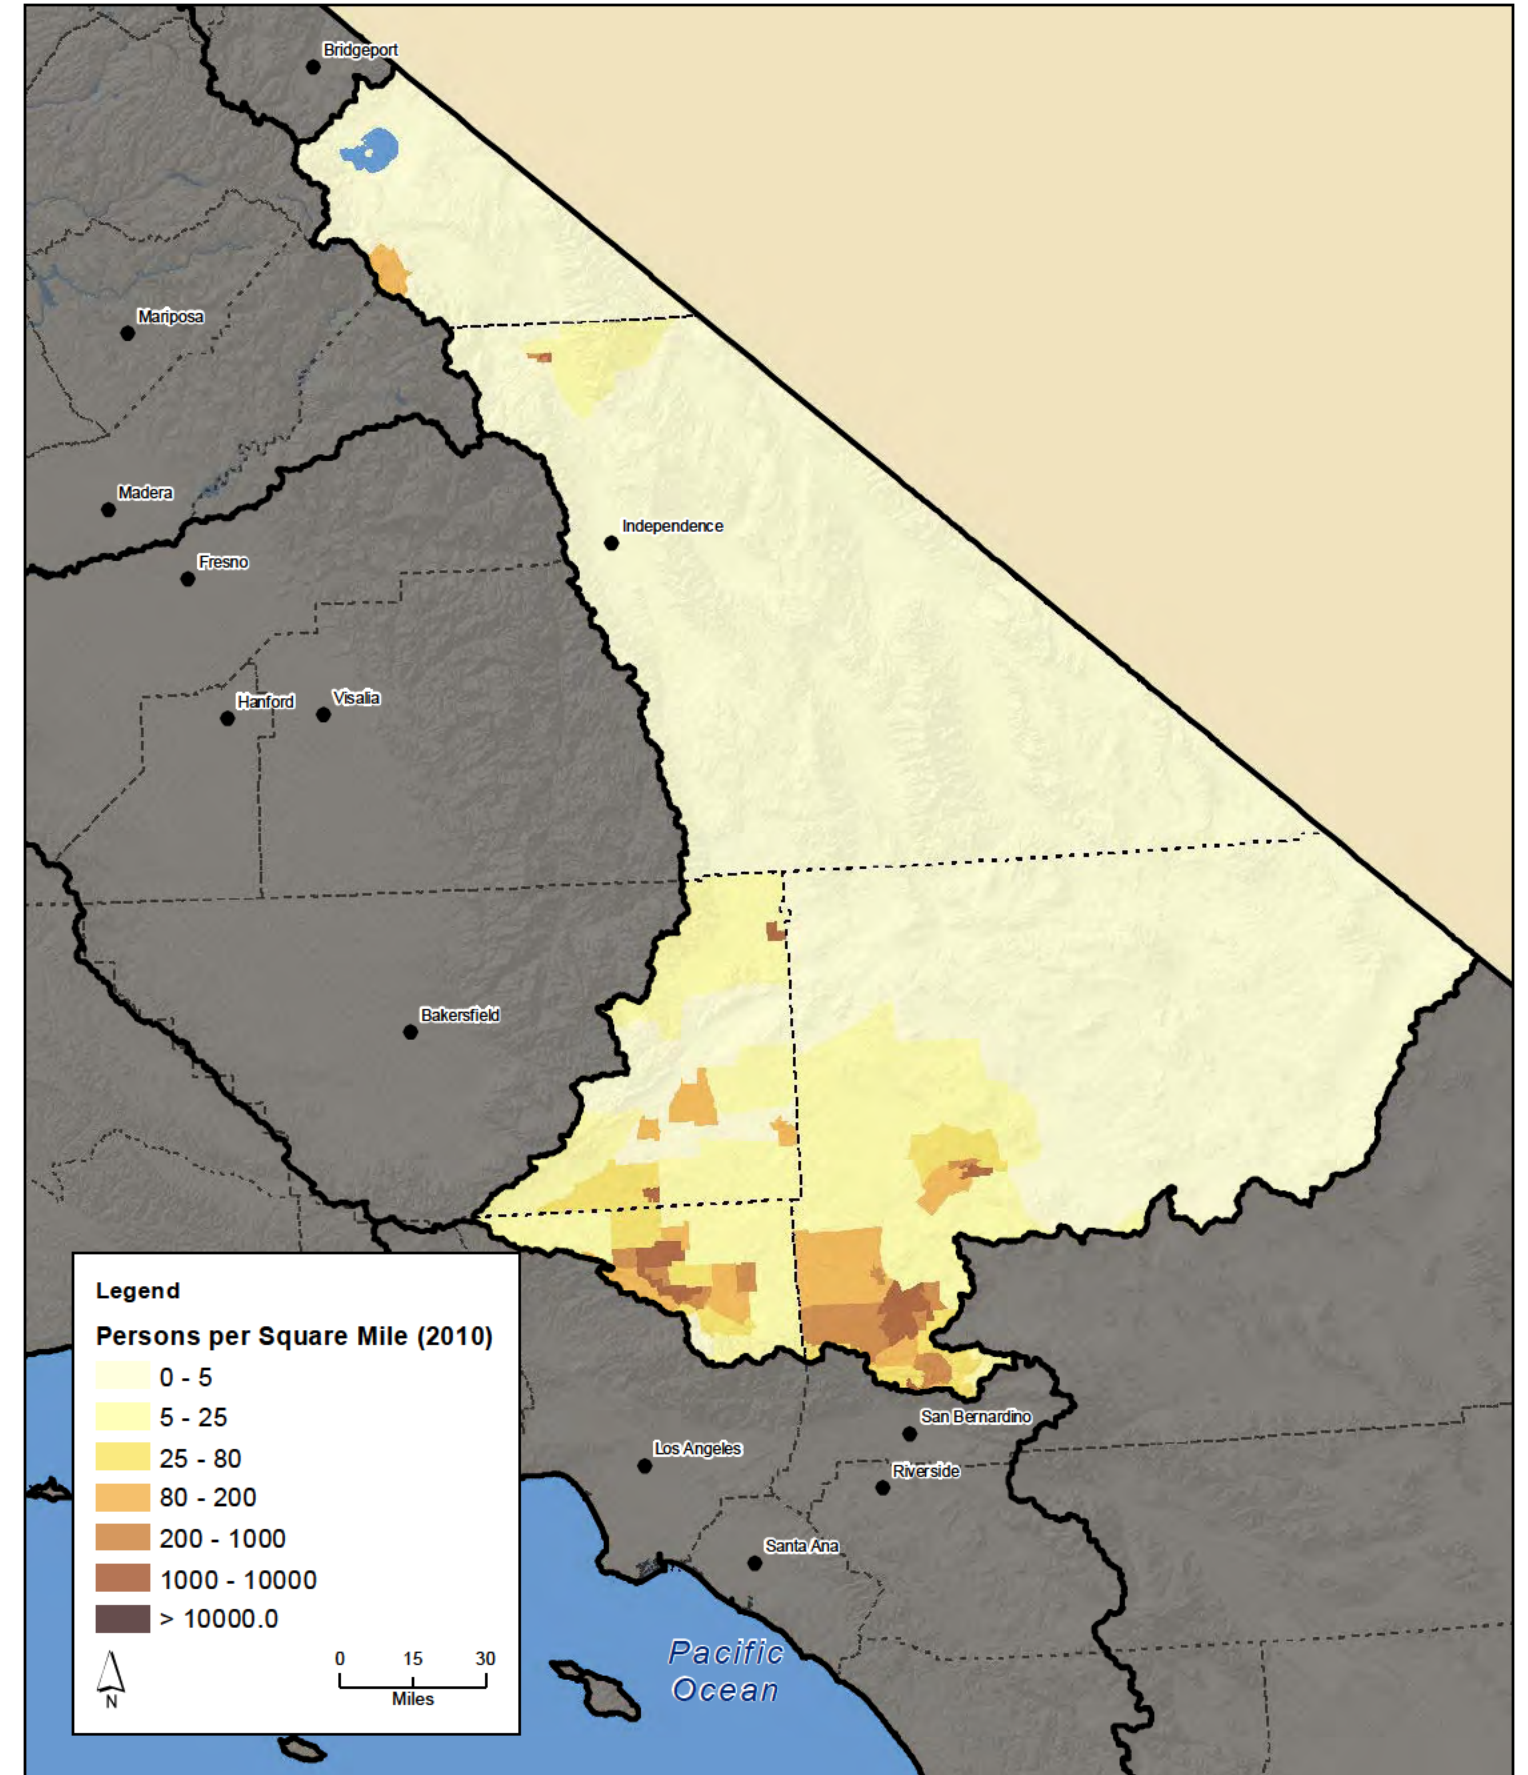 Bridgeport
Mariposa
Madera
Independence
Fresno
Hanford
Visalia
Bakersfield
Legend
Persons per Square Mile (2010)
0 - 5
5 - 25
25 - 80
80 - 200
200 - 1000
1000 - 10000
> 10000.0
N
0 15 30
Miles
San Bernardino
Los Angeles
Riverside
Santa Ana
Pacific
Ocean